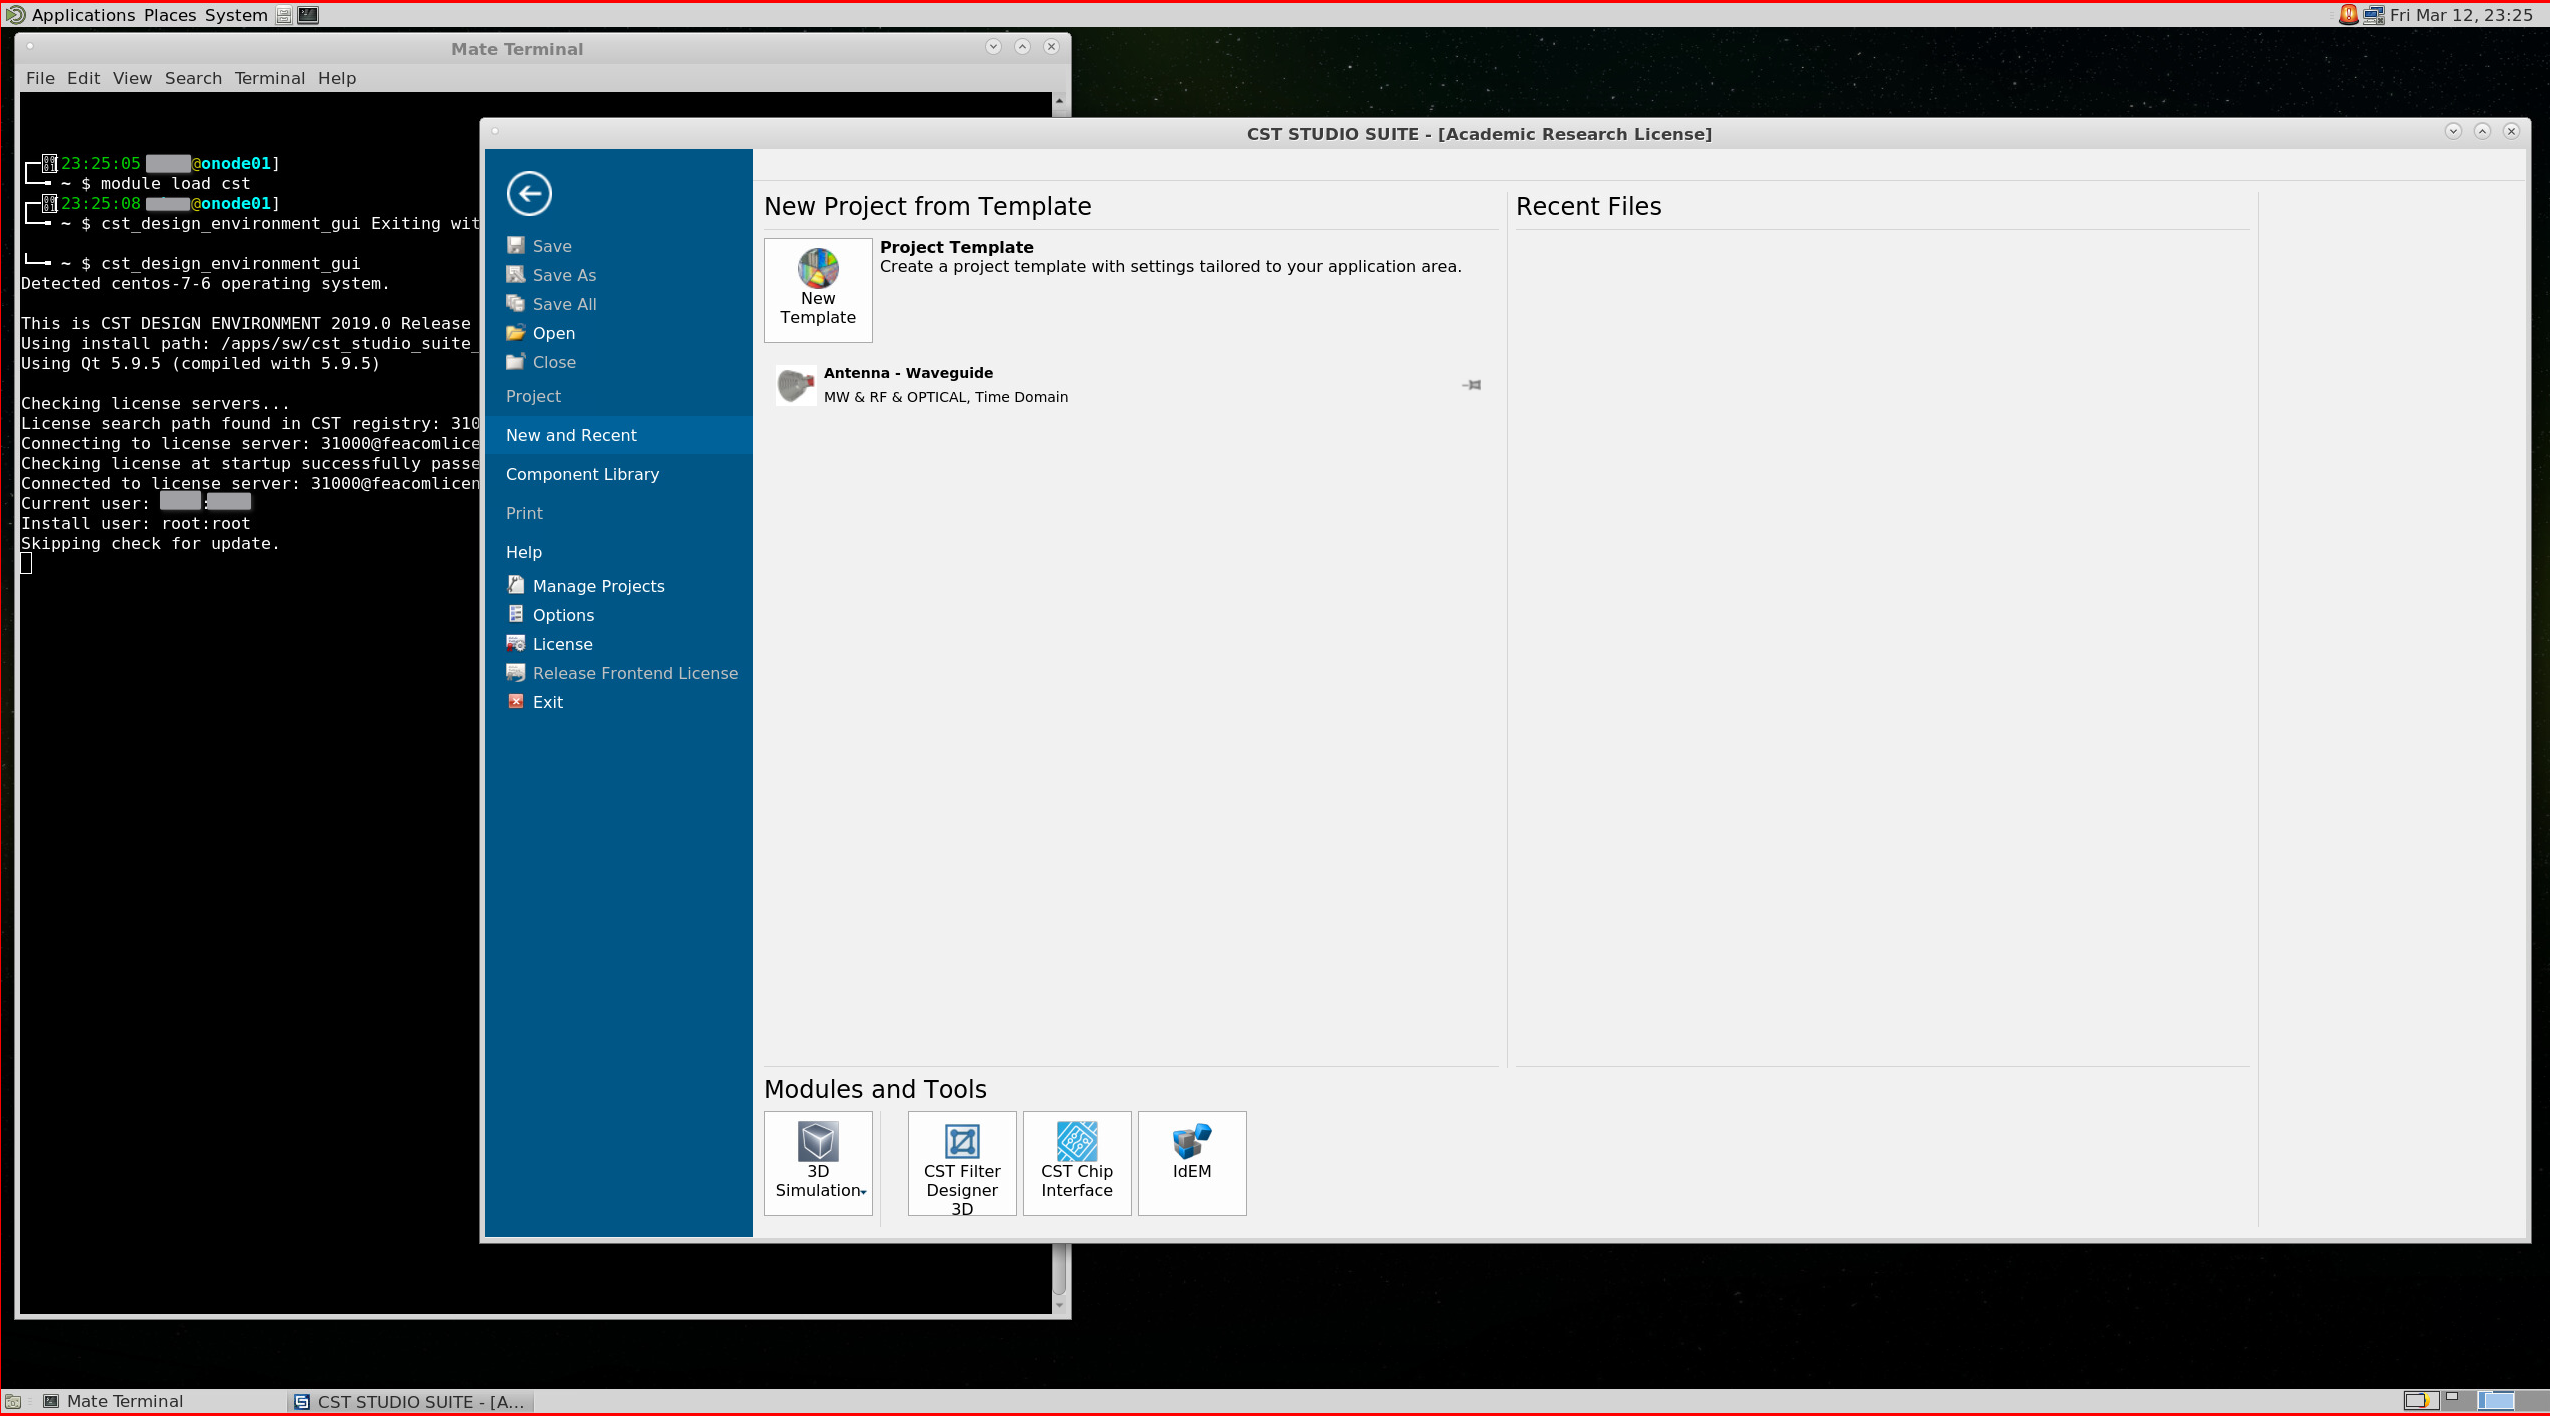 Applications Places System
Fri Mar 12, 23:25
Mate Terminal
File Edit View Search Terminal Help
[23:25:05 @onode01]
~ $ module load cst
[23:25:08 @onode01]
~ $ cst_design_environment_gui Exiting wit
~ $ cst_design_environment_gui
Detected centos-7-6 operating system.
This is CST DESIGN ENVIRONMENT 2019.0 Release
Using install path: /apps/sw/cst_studio_suite_
Using Qt 5.9.5 (compiled with 5.9.5)
Checking license servers...
License search path found in CST registry: 310
Connecting to license server: 31000@feacomlice
Checking license at startup successfully passe
Connected to license server: 31000@feacomlicen
Current user: :
Install user: root:root
Skipping check for update.
CST STUDIO SUITE - [Academic Research License]
Save
Save As
Save All
Open
Close
Project
New and Recent
Component Library
Print
Help
Manage Projects
Options
License
Release Frontend License
Exit
New Project from Template
New
Template
Project Template
Create a project template with settings tailored to your application area.
Antenna - Waveguide
MW & RF & OPTICAL, Time Domain
Recent Files
Modules and Tools
3D
Simulation
CST Filter
Designer
3D
CST Chip
Interface
IdEM
Mate Terminal
CST STUDIO SUITE - [A...